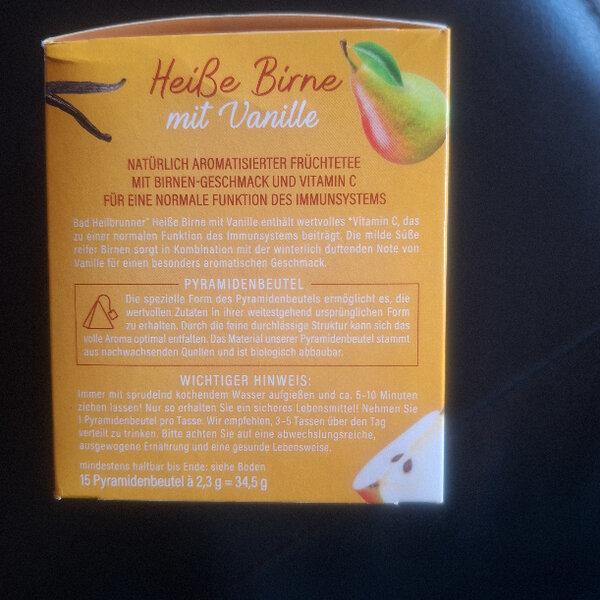 Heiße Birne
mit Vanille
NATÜRLICH AROMATISIERTER FRÜCHTETEE
MIT BIRNEN-GESCHMACK UND VITAMIN C
FÜR EINE NORMALE FUNKTION DES IMMUNSYSTEMS
Bad Heilbrunner® Heiße Birne mit Vanille enthält wertvolles *Vitamin C, das
zu einer normalen Funktion des Immunsystems beiträgt. Die milde Süße
reifer Birnen sorgt in Kombination mit der winterlich duftenden Note von
Vanille für einen besonders aromatischen Geschmack.
PYRAMIDENBEUTEL
Die spezielle Form des Pyramidenbeutels ermöglicht es, die
wertvollen Zutaten in ihrer weitestgehend ursprünglichen Form
zu erhalten. Durch die feine durchlässige Struktur kann sich das
volle Aroma optimal entfalten. Das Material unserer Pyramidenbeutel stammt
aus nachwachsenden Quellen und ist biologisch abbaubar.
WICHTIGER HINWEIS:
Immer mit sprudelnd kochendem Wasser aufgießen und ca. 5-10 Minuten
ziehen lassen! Nur so erhalten Sie ein sicheres Lebensmittel! Nehmen Sie
1 Pyramidenbeutel pro Tasse. Wir empfehlen, 3-5 Tassen über den Tag
verteilt zu trinken. Bitte achten Sie auf eine abwechslungsreiche,
ausgewogene Ernährung und eine gesunde Lebensweise.
mindestens haltbar bis Ende: siehe Boden
15 Pyramidenbeutel à 2,3 g = 34,5 g